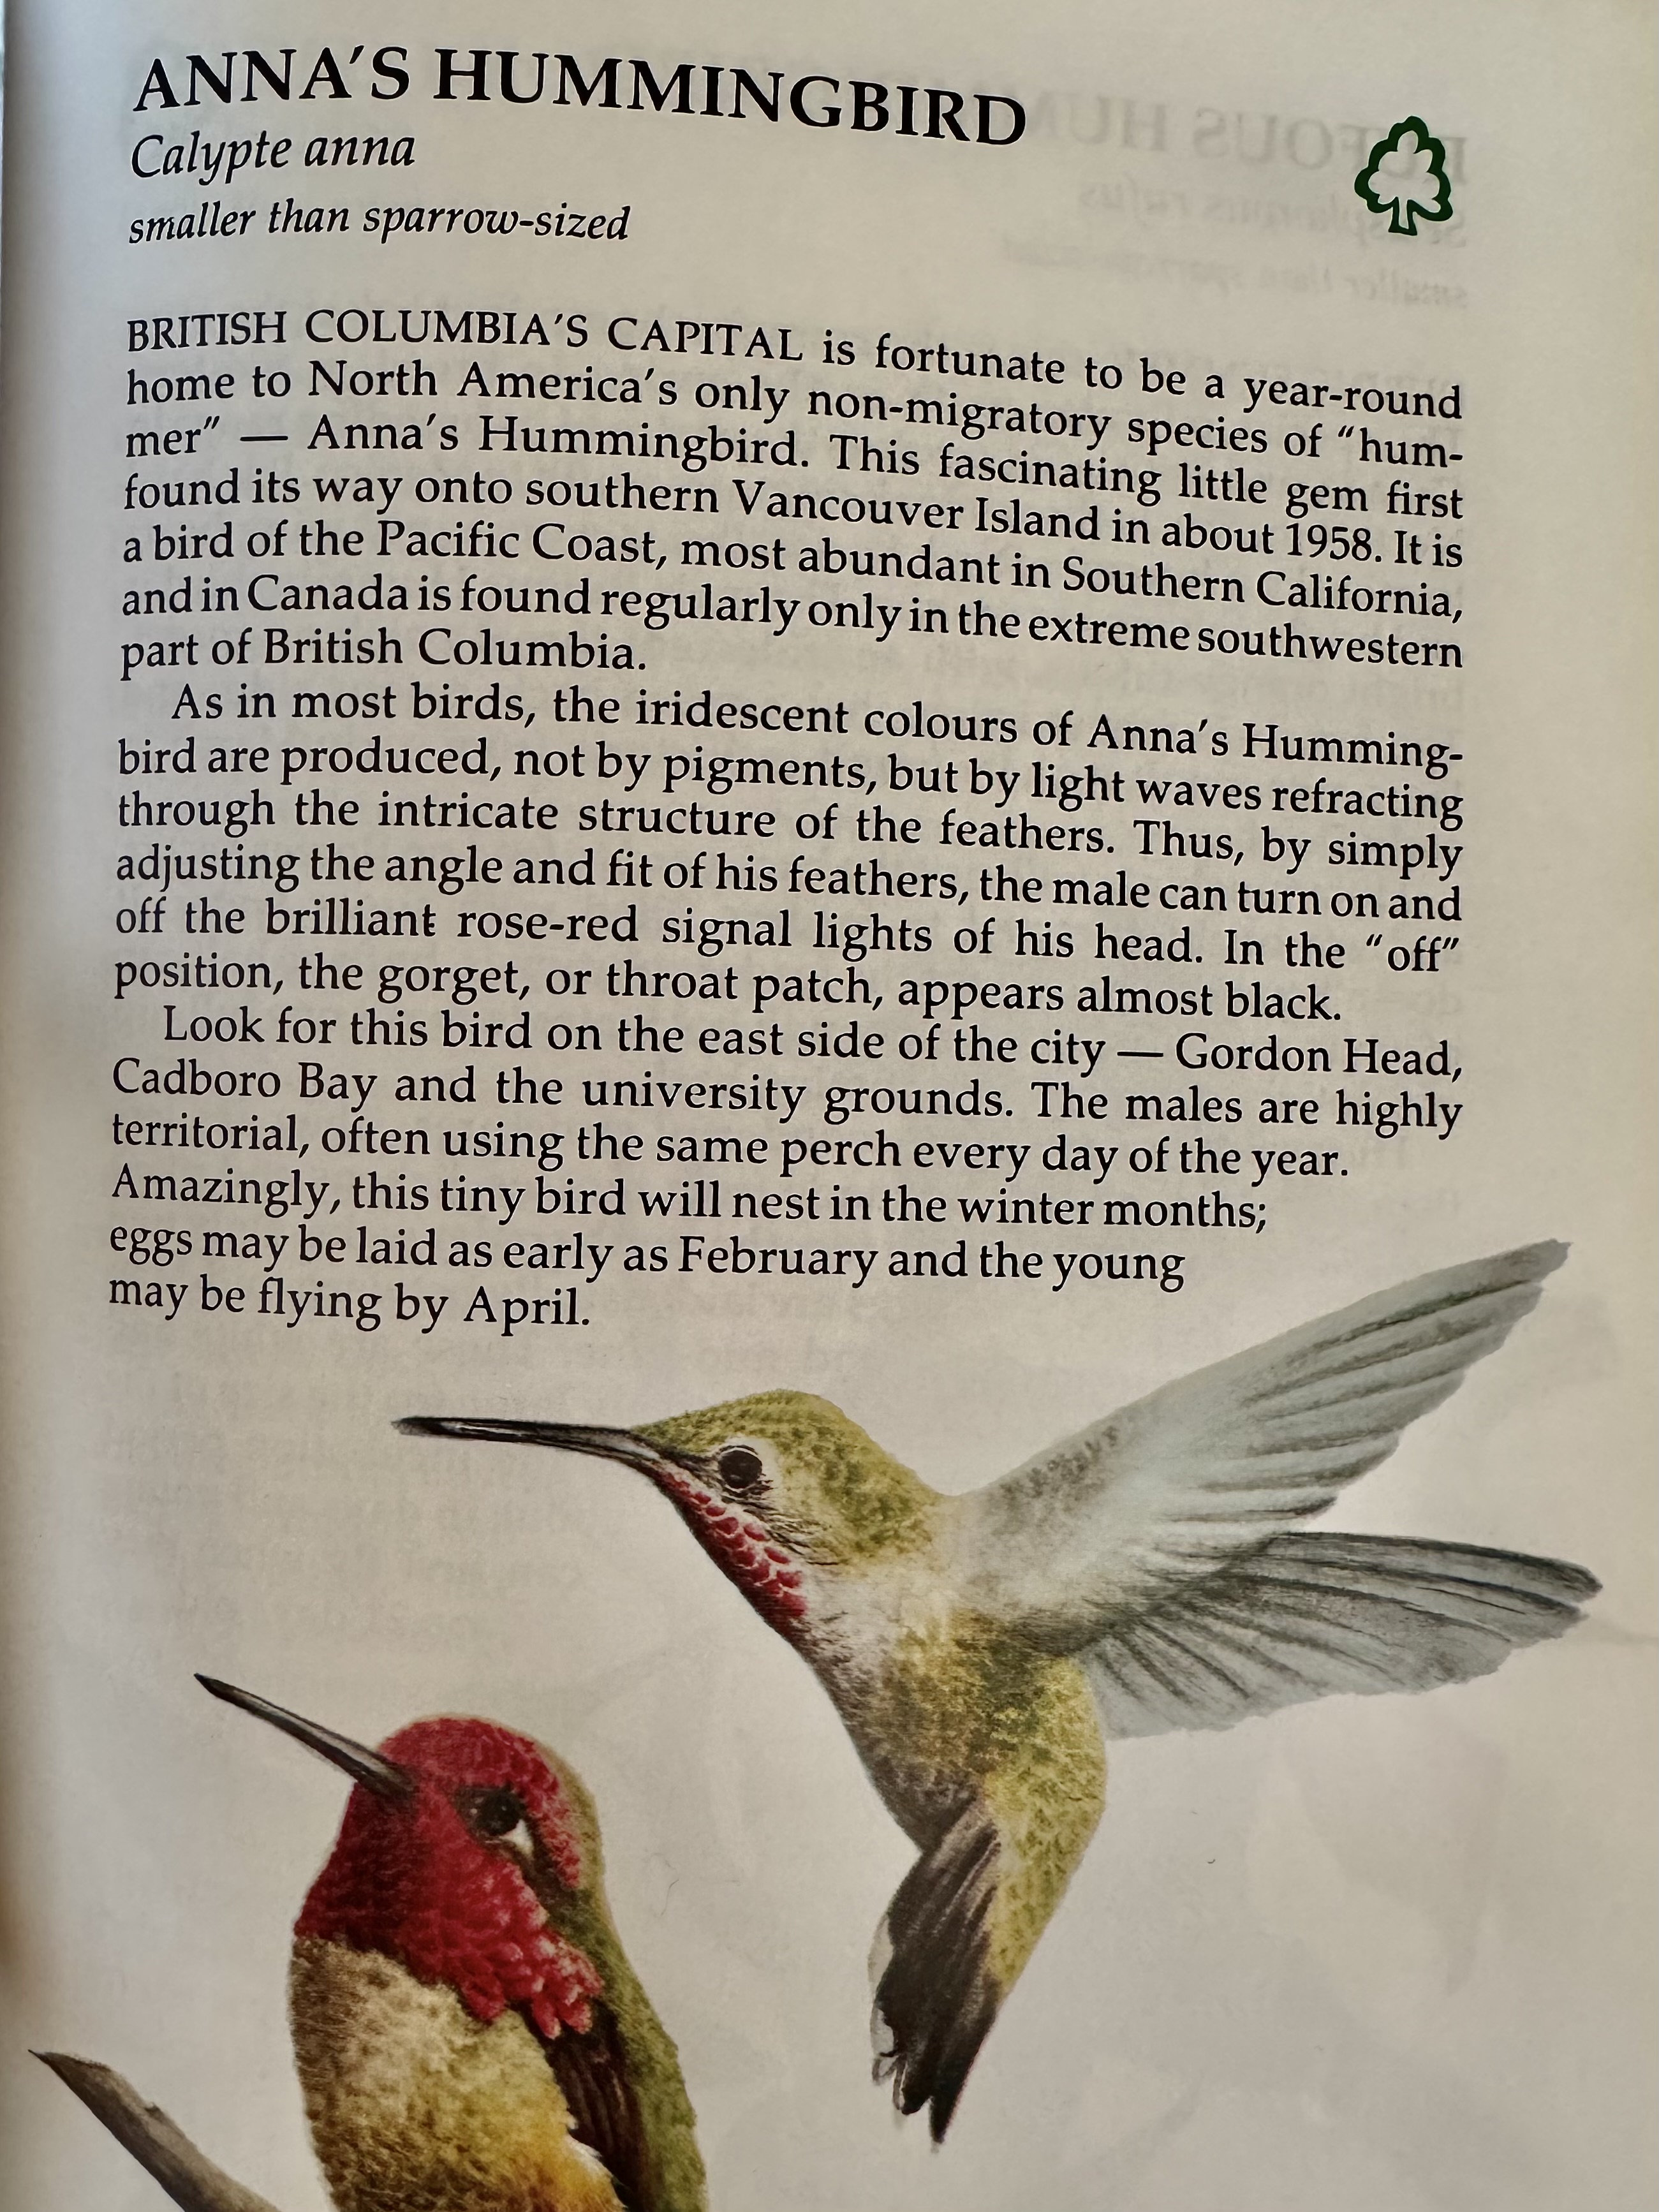 ANNA'S HUMMINGBIRD
Calypte anna
smaller than sparrow-sized
BRITISH COLUMBIA'S CAPITAL is fortunate to be a year-round
home to North America's only non-migratory species of "hum-
mer" — Anna's Hummingbird. This fascinating little gem first
found its way onto southern Vancouver Island in about 1958. It is
a bird of the Pacific Coast, most abundant in Southern California,
and in Canada is found regularly only in the extreme southwestern
part of British Columbia.
As in most birds, the iridescent colours of Anna's Humming-
bird are produced, not by pigments, but by light waves refracting
through the intricate structure of the feathers. Thus, by simply
adjusting the angle and fit of his feathers, the male can turn on and
off the brilliant rose-red signal lights of his head. In the "off"
position, the gorget, or throat patch, appears almost black.
Look for this bird on the east side of the city — Gordon Head,
Cadboro Bay and the university grounds. The males are highly
territorial, often using the same perch every day of the year.
Amazingly, this tiny bird will nest in the winter months;
eggs may be laid as early as February and the young
may be flying by April.